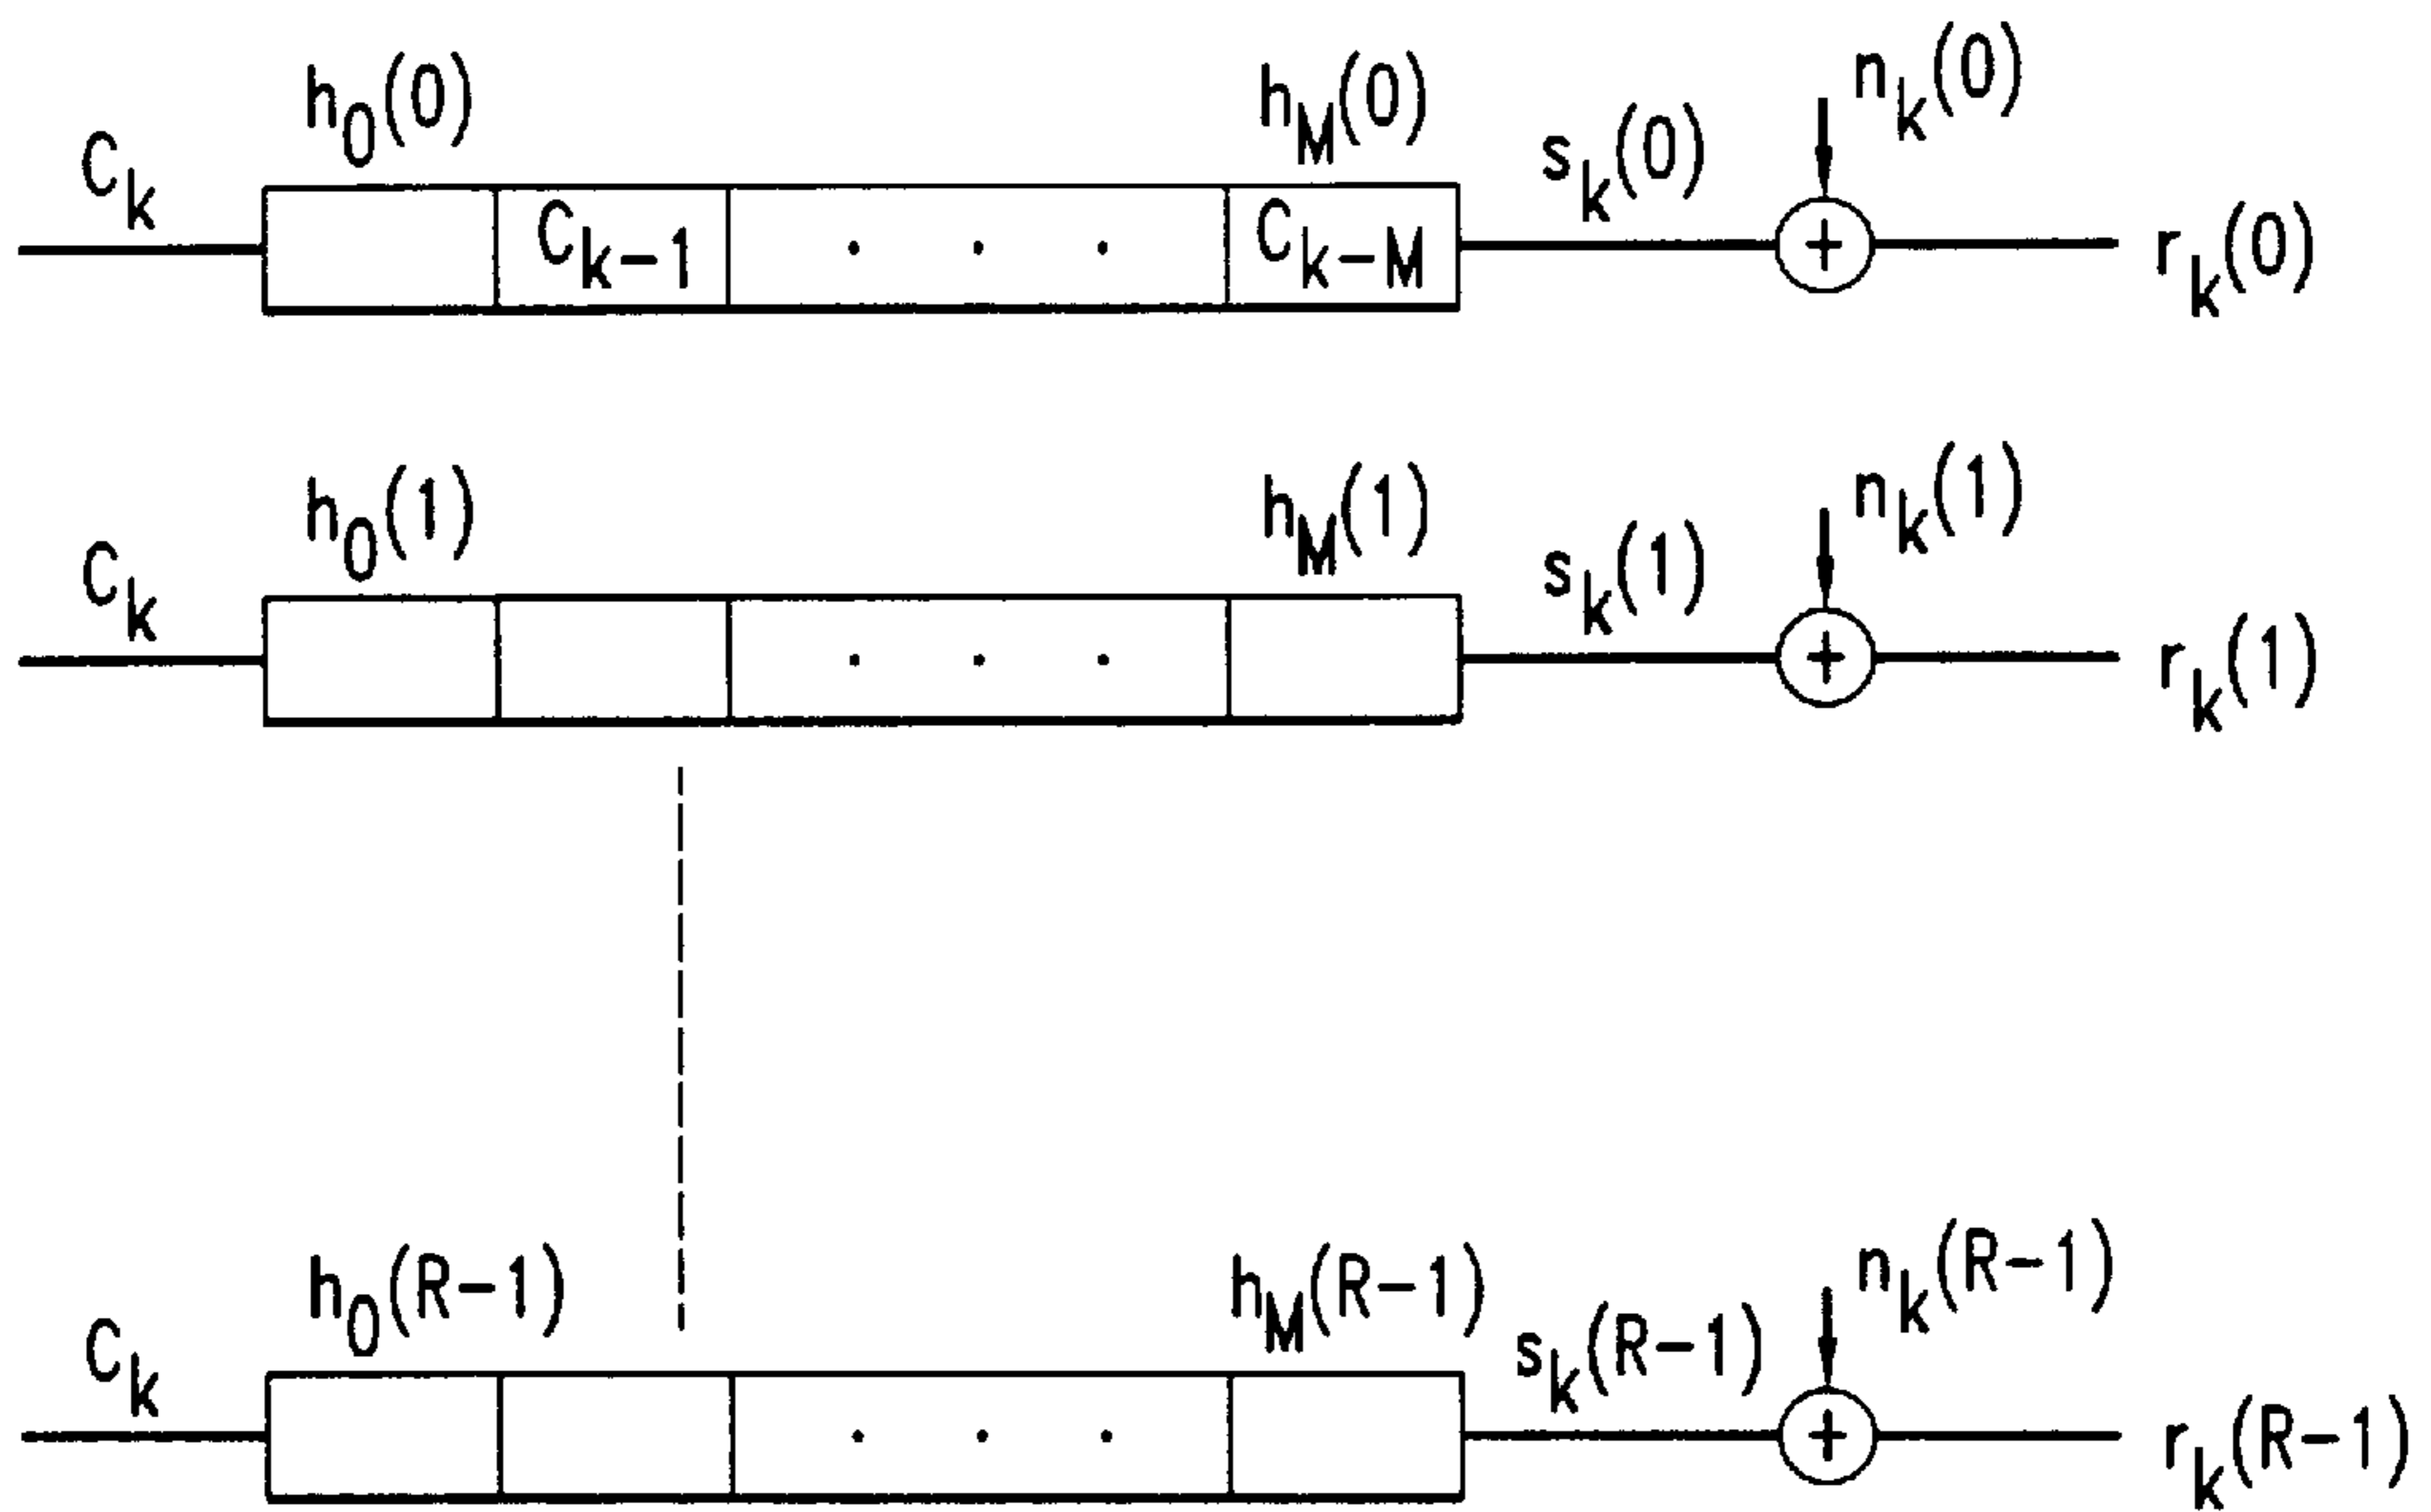 h0(0)
hM(0)
nk(0)
Ck
sk(0)
Ck-1
. . .
Ck-M
+
rk(0)
h0(1)
hM(1)
nk(1)
Ck
sk(1)
. . .
+
rk(1)
h0(R-1)
hM(R-1)
nk(R-1)
Ck
sk(R-1)
. . .
+
rk(R-1)